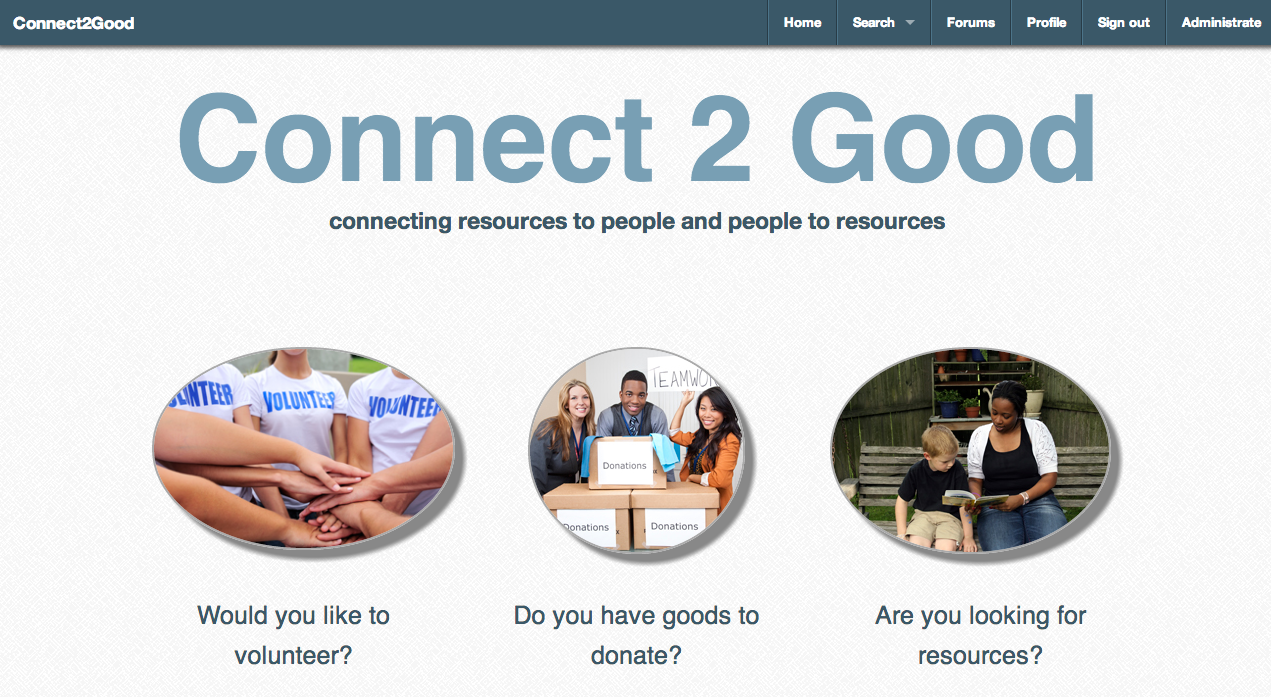 Connect2Good
Home Search Forums Profile Sign out Administrate
Connect 2 Good
connecting resources to people and people to resources
VOLUNTEER VOLUNTEER
TEAMWO
Donations
Donations Donations
Would you like to
volunteer?
Do you have goods to
donate?
Are you looking for
resources?